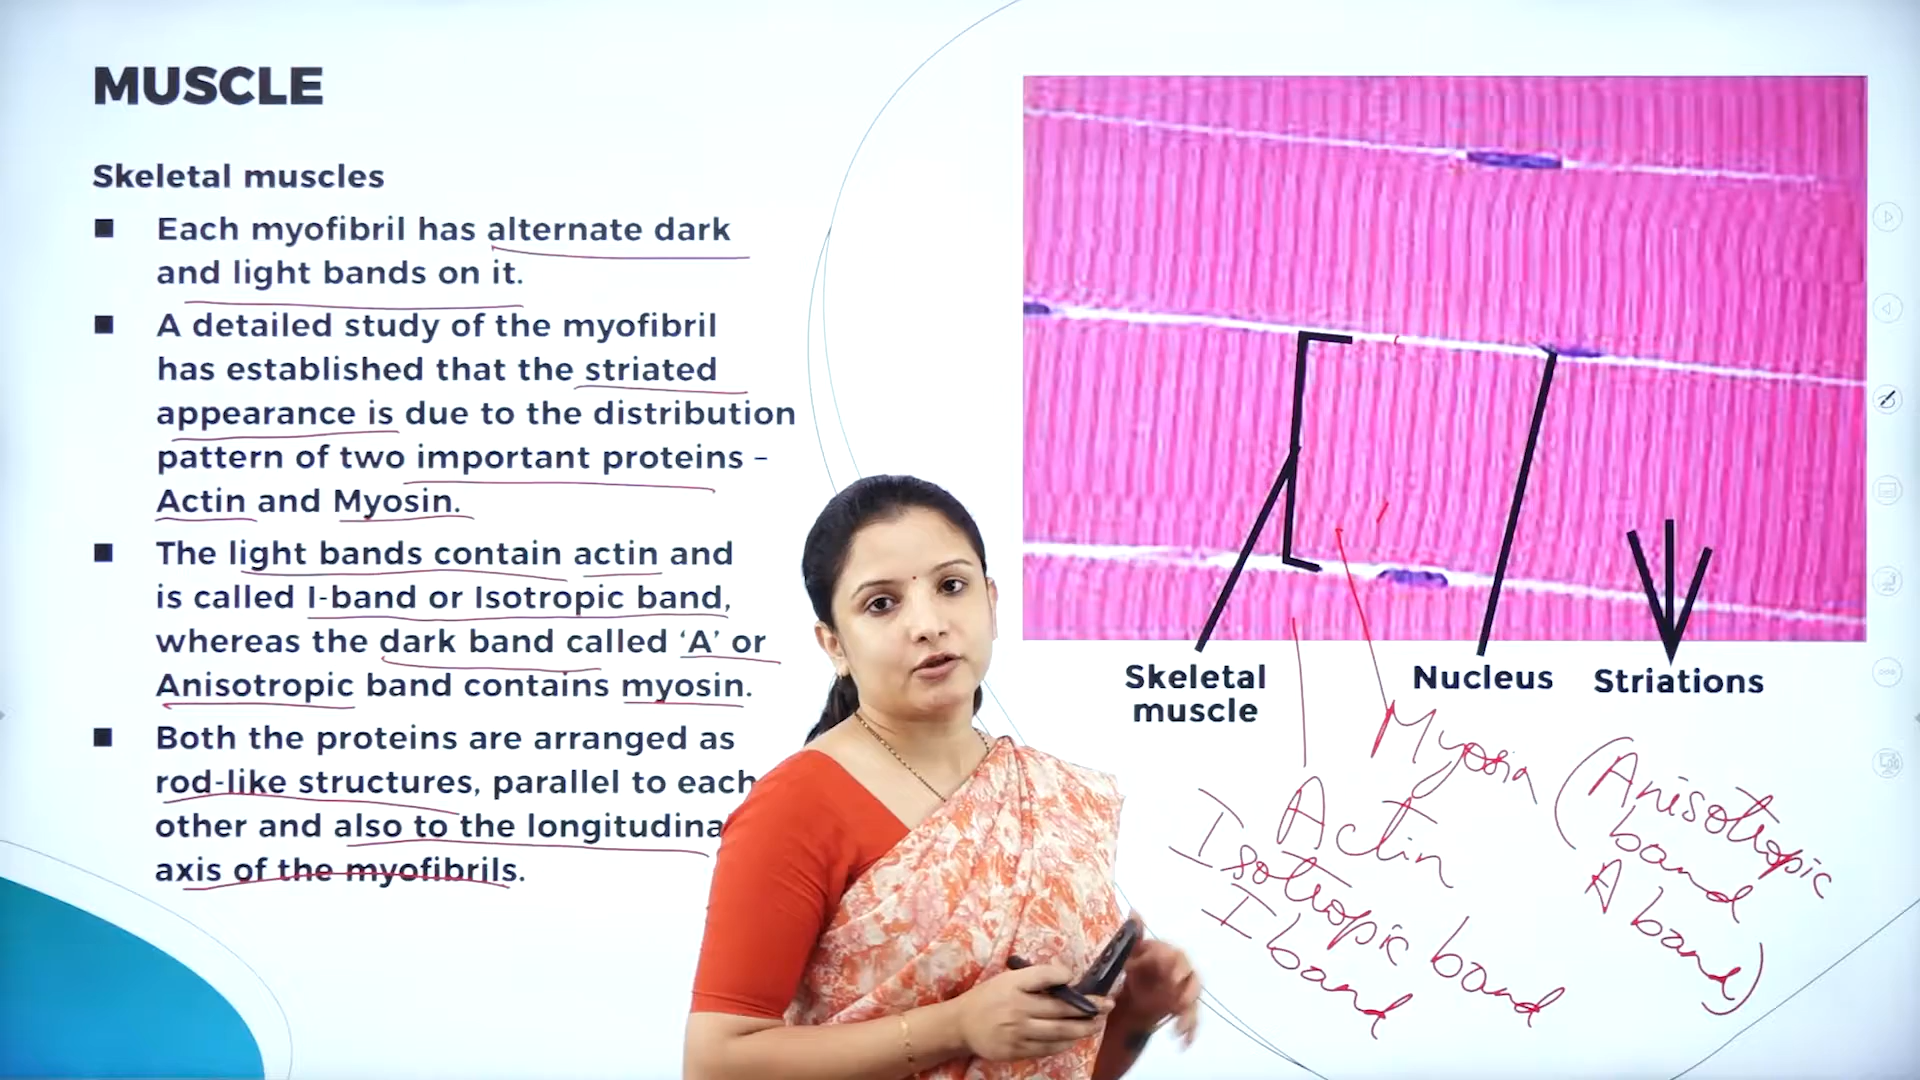 MUSCLE
Skeletal muscles
■ Each myofibril has alternate dark
and light bands on it.
■ A detailed study of the myofibril
has established that the striated
appearance is due to the distribution
pattern of two important proteins –
Actin and Myosin.
■ The light bands contain actin and
is called I-band or Isotropic band,
whereas the dark band called ‘A’ or
Anisotropic band contains myosin.
■ Both the proteins are arranged as
rod-like structures, parallel to each
other and also to the longitudina
axis of the myofibrils.
Skeletal
muscle
Nucleus
Striations
Myosin (Anisotropic
band
A band)
Actin
Isotropic band
I band